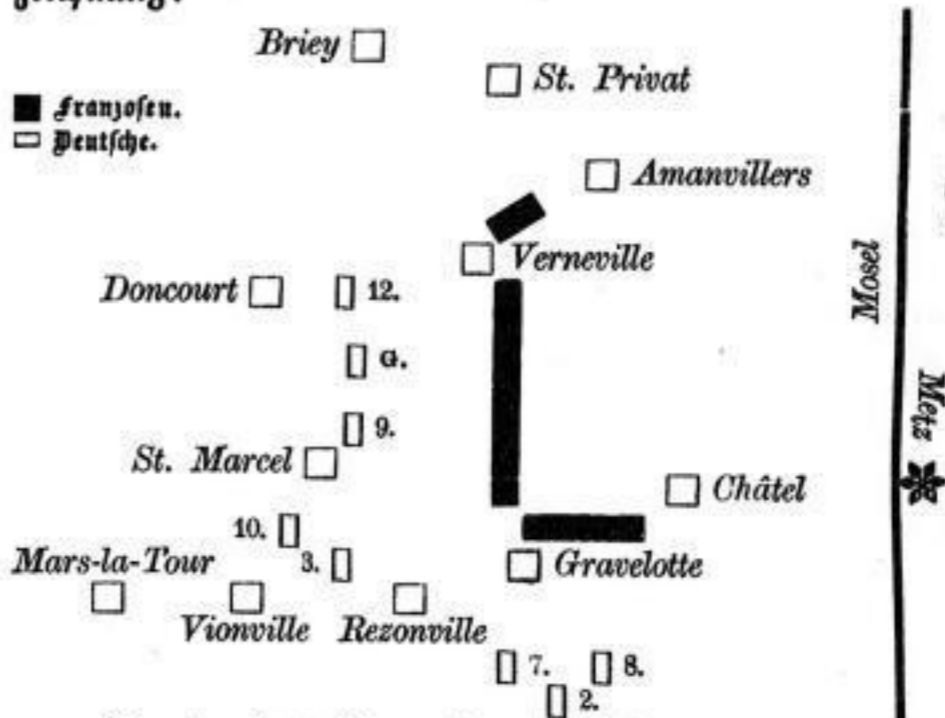 Briey
St. Privat
Franzosen.
Deutsche.
Amanvillers
Verneville
Mosel
Doncourt
12.
G.
Metz
9.
St. Marcel
Châtel
10.
Mars-la-Tour
3.
Gravelotte
Vionville
Rezonville
7.
8.
2.